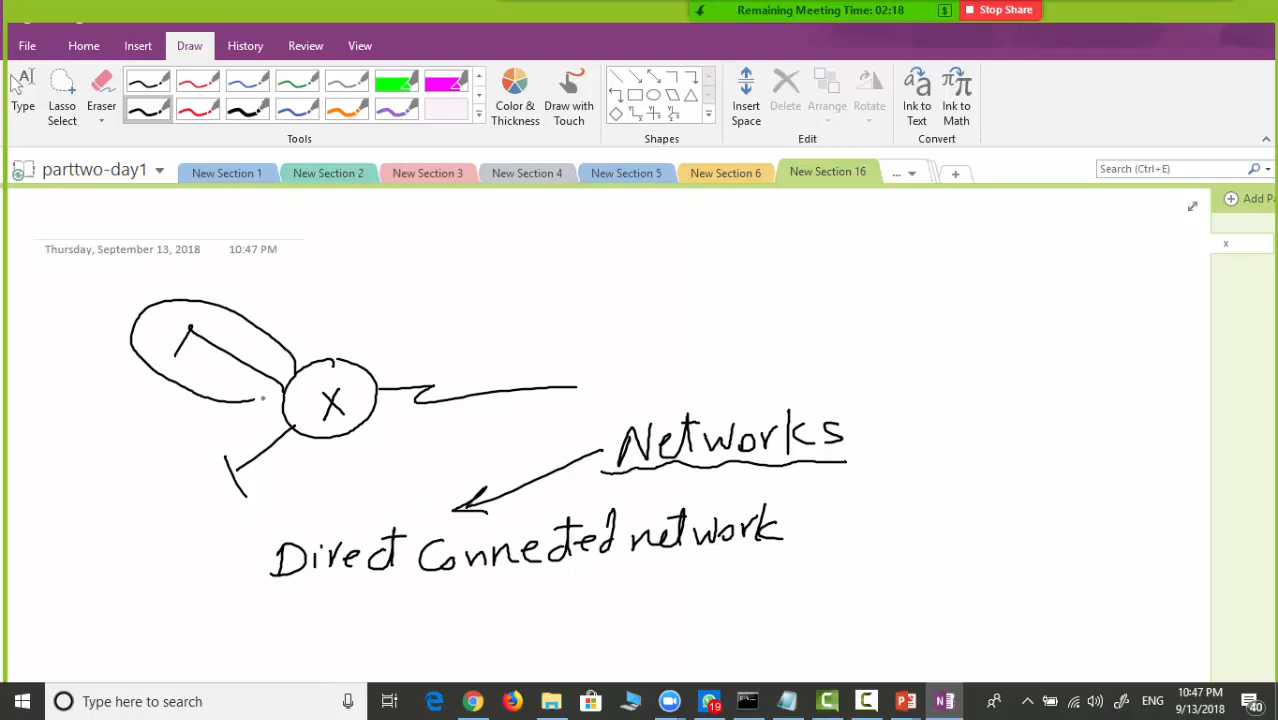 Remaining Meeting Time: 02:18 $ Stop Share
File Home Insert Draw History Review View
Type Lasso Select Eraser Color & Thickness Draw with Touch Insert Space Delete Arrange Rotate Ink to Text Ink to Math
Tools Shapes Edit Convert
parttwo-day1 New Section 1 New Section 2 New Section 3 New Section 4 New Section 5 New Section 6 New Section 16 ... Search (Ctrl+E)
Add Pa
x
Thursday, September 13, 2018 10:47 PM
X
Networks
Direct Connected network
Type here to search 19 ENG 10:47 PM 9/13/2018 40